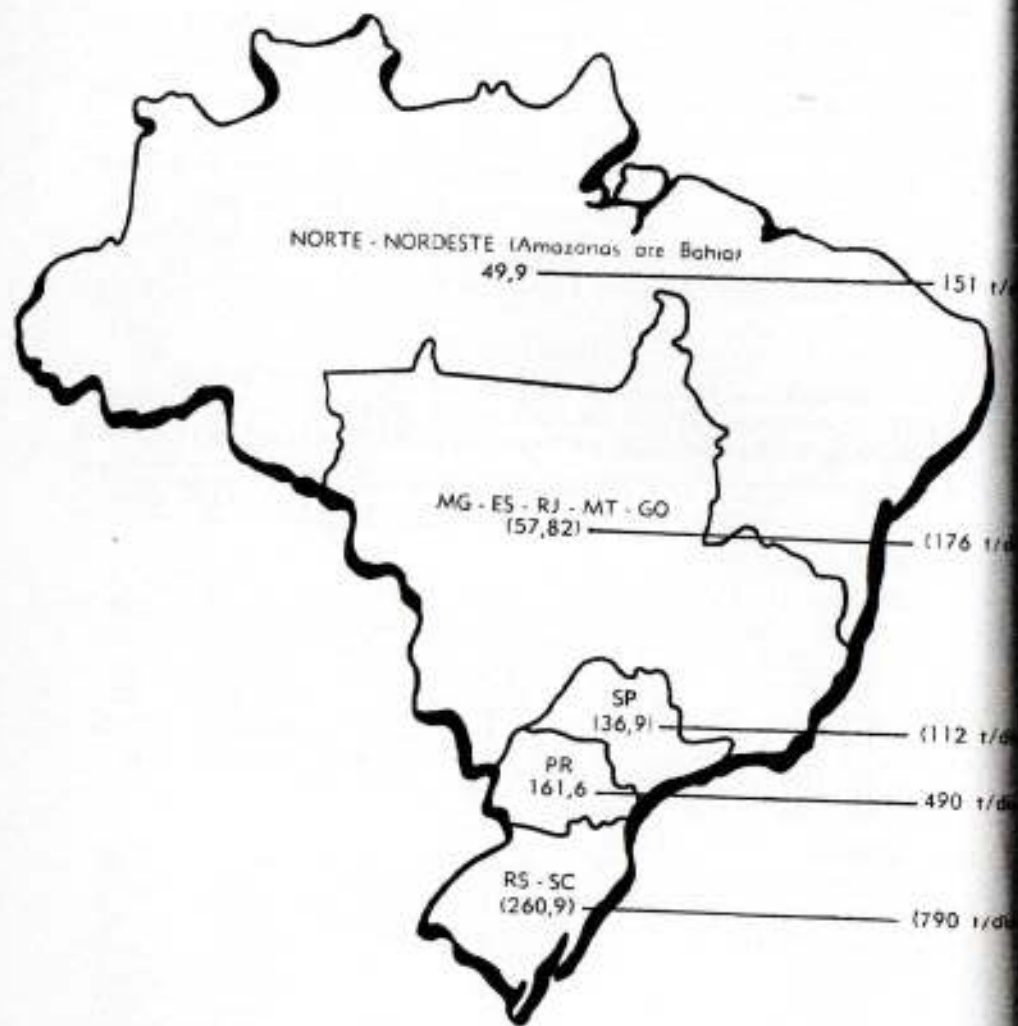 NORTE - NORDESTE (Amazonas are Bahia)
49,9 151 t/d
MG - ES - RJ - MT - GO
(57,82) (176 t/d
SP
(36,9) (112 t/d
PR
161,6 490 t/d
RS - SC
(260,9) (790 t/d